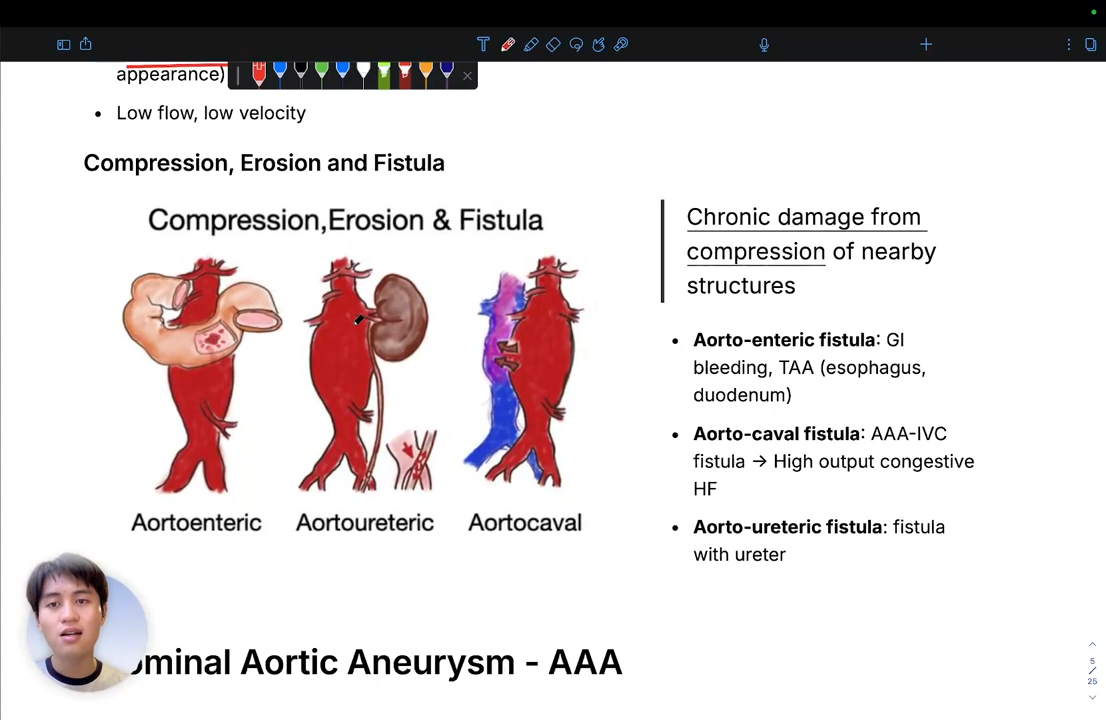 appearance)
• Low flow, low velocity
Compression, Erosion and Fistula
Compression,Erosion & Fistula
Aortoenteric
Aortoureteric
Aortocaval
Chronic damage from
compression of nearby
structures
• Aorto-enteric fistula: GI
bleeding, TAA (esophagus,
duodenum)
• Aorto-caval fistula: AAA-IVC
fistula → High output congestive
HF
• Aorto-ureteric fistula: fistula
with ureter
ominal Aortic Aneurysm - AAA
5
/
25